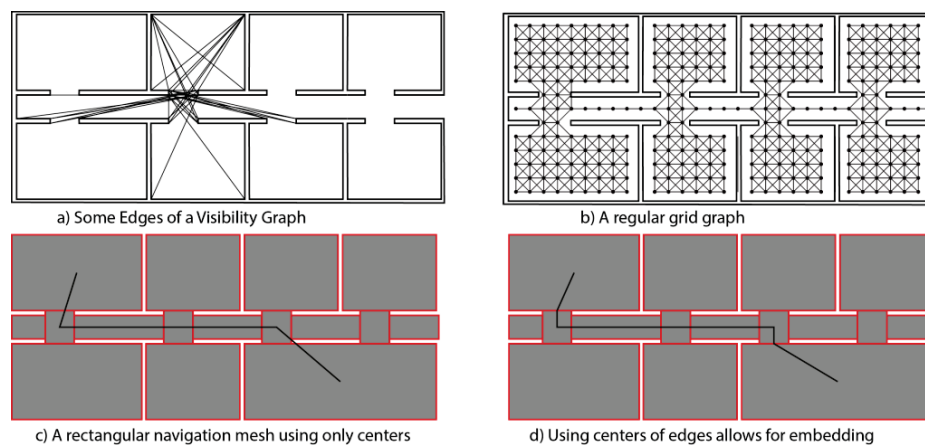 a) Some Edges of a Visibility Graph
b) A regular grid graph
c) A rectangular navigation mesh using only centers
d) Using centers of edges allows for embedding